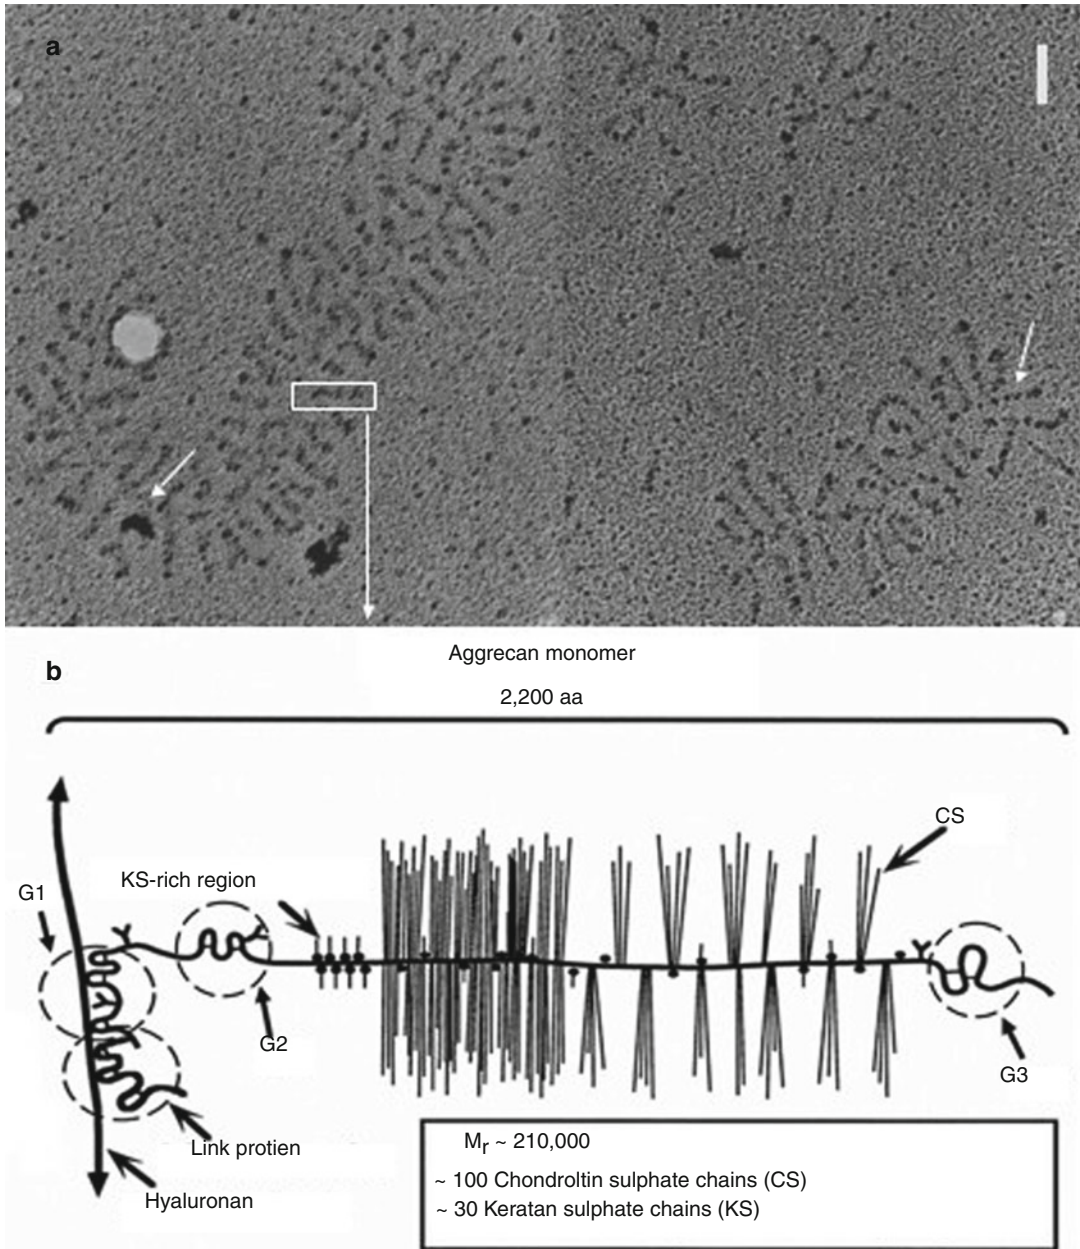 a
b
Aggrecan monomer
2,200 aa
CS
KS-rich region
G1
G2
G3
Link protien
Hyaluronan
Mr ~ 210,000
~ 100 Chondroltin sulphate chains (CS)
~ 30 Keratan sulphate chains (KS)